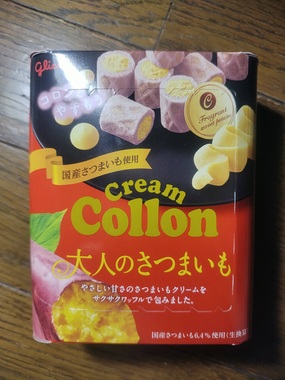 Glico
国産さつまいも使用
Cream
Collon
大人のさつまいも
やさしい甘さのさつまいもクリームを
サクサクワッフルで包みました。
国産さつまいも6.4%使用